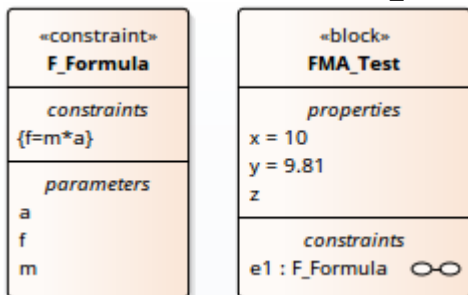 «constraint»
F_Formula
constraints
{f=m*a}
parameters
a
f
m
«block»
FMA_Test
properties
x = 10
y = 9.81
z
constraints
e1 : F_Formula